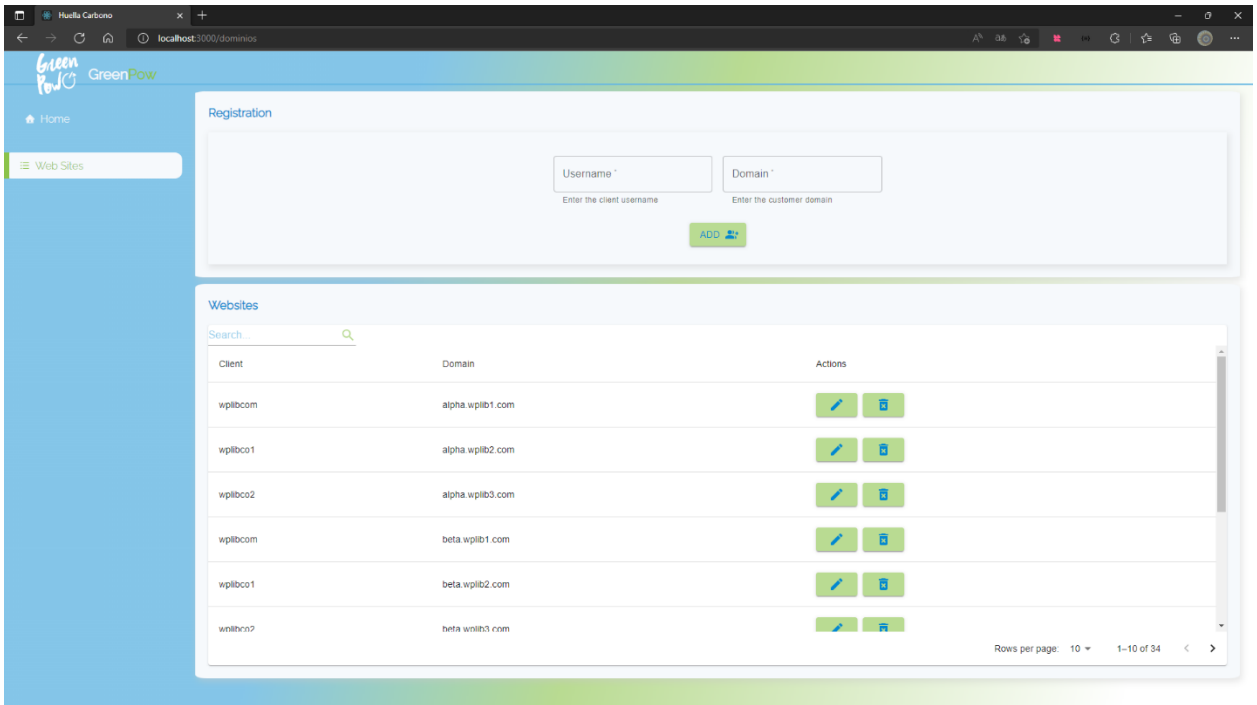 Huella Carbono
localhost:3000/dominios
Green
Pow
GreenPow
Home
Web Sites
Registration
Username *
Domain *
Enter the client username
Enter the customer domain
ADD
Websites
Search...
Client Domain Actions
wplibcom alpha.wplib1.com
wplibco1 alpha.wplib2.com
wplibco2 alpha.wplib3.com
wplibcom beta.wplib1.com
wplibco1 beta.wplib2.com
wplibco2 beta.wplib3.com
Rows per page: 10 1–10 of 34